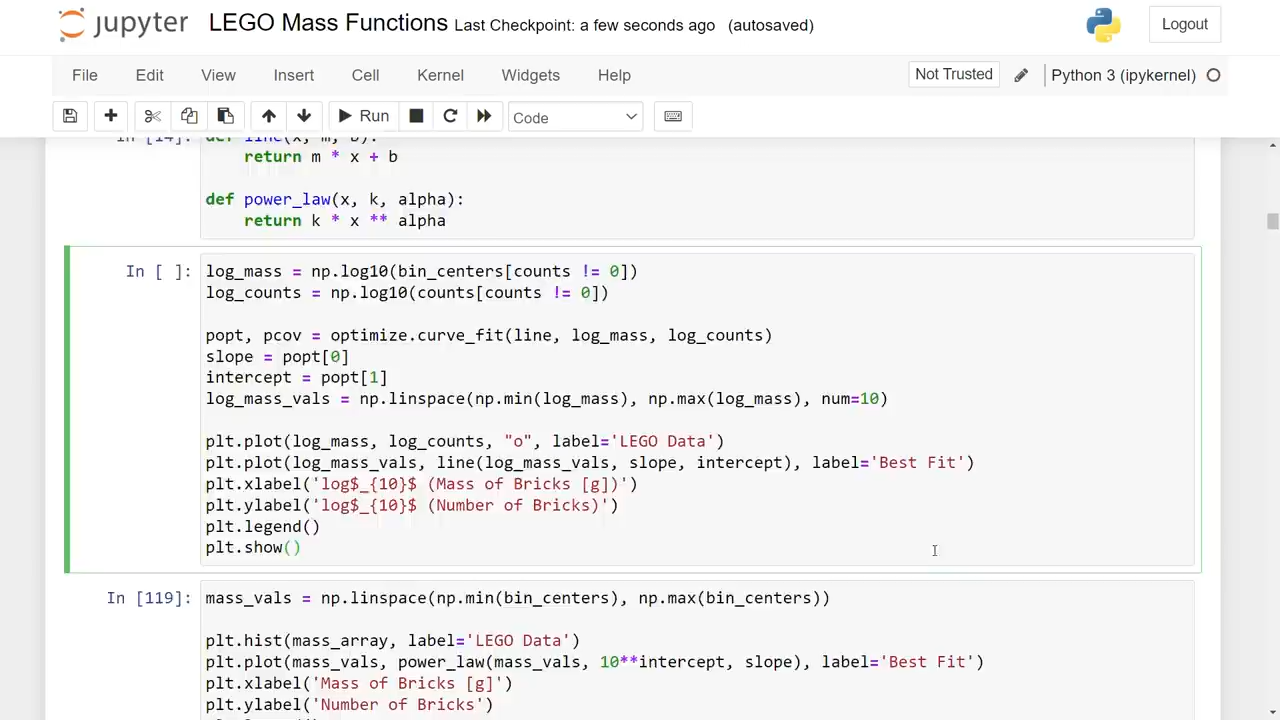 jupyter LEGO Mass Functions Last Checkpoint: a few seconds ago (autosaved) Logout
File Edit View Insert Cell Kernel Widgets Help Not Trusted Python 3 (ipykernel)
Run Code
In [14]: def line(x, m, b):
return m * x + b
def power_law(x, k, alpha):
return k * x ** alpha
In [ ]: log_mass = np.log10(bin_centers[counts != 0])
log_counts = np.log10(counts[counts != 0])
popt, pcov = optimize.curve_fit(line, log_mass, log_counts)
slope = popt[0]
intercept = popt[1]
log_mass_vals = np.linspace(np.min(log_mass), np.max(log_mass), num=10)
plt.plot(log_mass, log_counts, "o", label='LEGO Data')
plt.plot(log_mass_vals, line(log_mass_vals, slope, intercept), label='Best Fit')
plt.xlabel('log$_{10}$ (Mass of Bricks [g])')
plt.ylabel('log$_{10}$ (Number of Bricks)')
plt.legend()
plt.show()
In [119]: mass_vals = np.linspace(np.min(bin_centers), np.max(bin_centers))
plt.hist(mass_array, label='LEGO Data')
plt.plot(mass_vals, power_law(mass_vals, 10**intercept, slope), label='Best Fit')
plt.xlabel('Mass of Bricks [g]')
plt.ylabel('Number of Bricks')